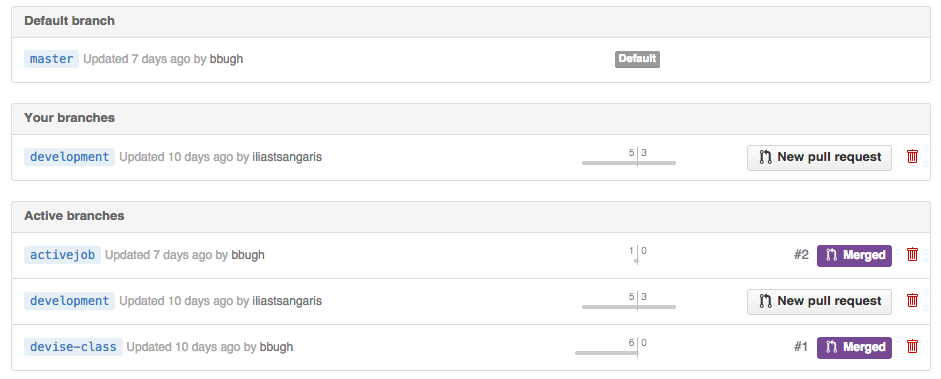 Default branch
master Updated 7 days ago by bbugh Default
Your branches
development Updated 10 days ago by iliastsangaris 5 3 New pull request
Active branches
activejob Updated 7 days ago by bbugh 1 0 #2 Merged
development Updated 10 days ago by iliastsangaris 5 3 New pull request
devise-class Updated 10 days ago by bbugh 6 0 #1 Merged